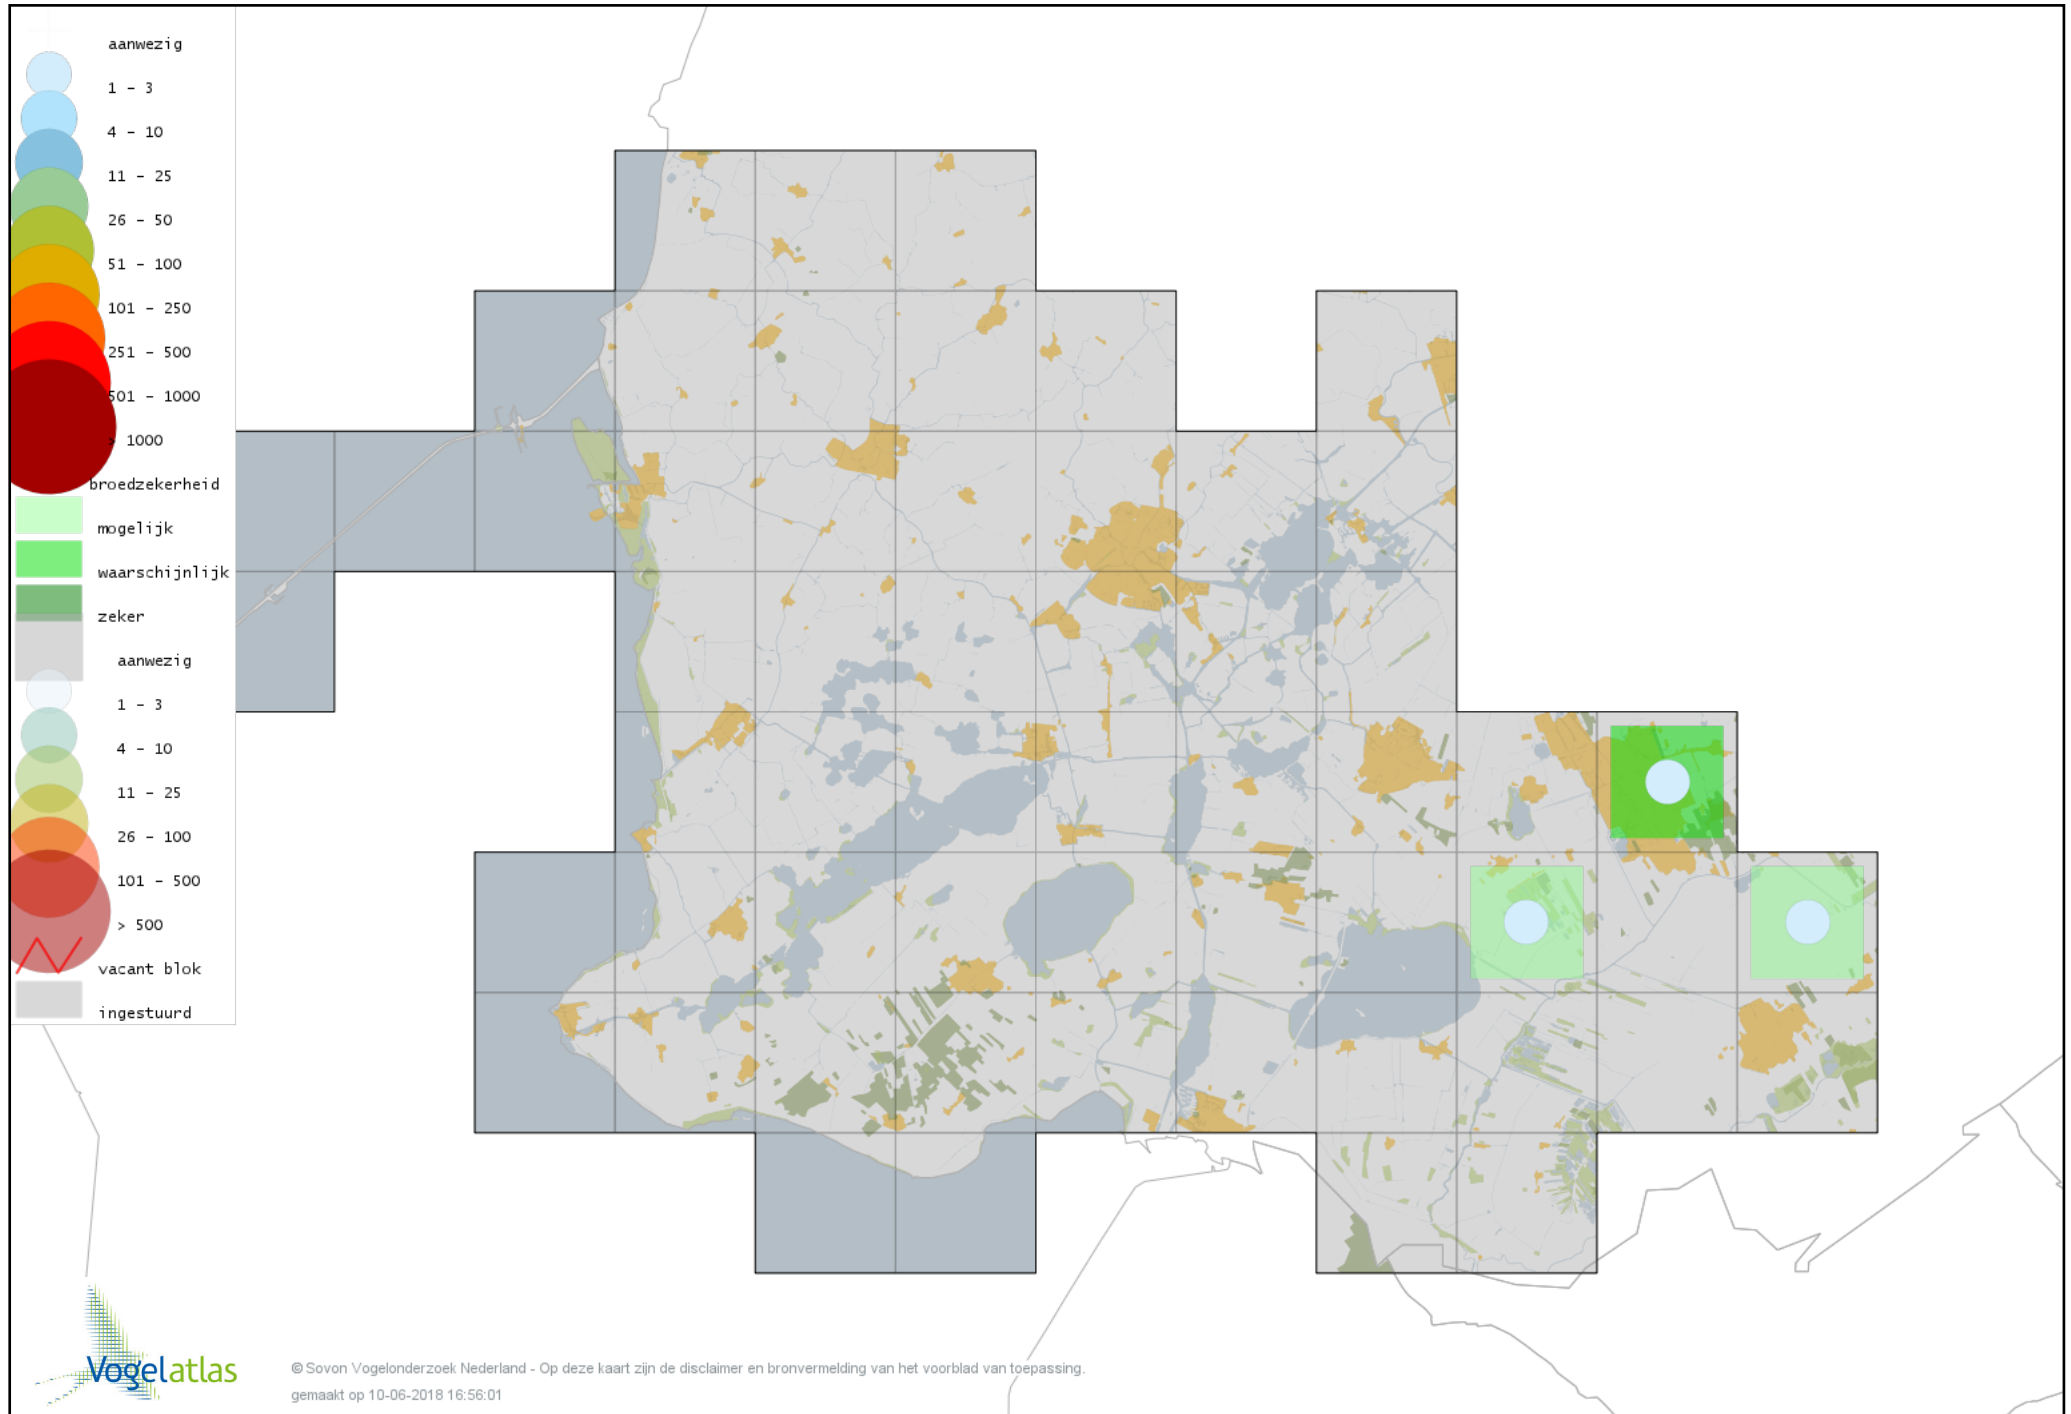 aanwezig
1 - 3
4 - 10
11 - 25
26 - 50
51 - 100
101 - 250
251 - 500
501 - 1000
> 1000
broedzekerheid
mogelijk
waarschijnlijk
zeker
aanwezig
1 - 3
4 - 10
11 - 25
26 - 100
101 - 500
> 500
vacant blok
ingestuurd
Vogelatlas
© Sovon Vogelonderzoek Nederland - Op deze kaart zijn de disclaimer en bronvermelding van het voorblad van toepassing.
gemaakt op 10-06-2018 16:56:01